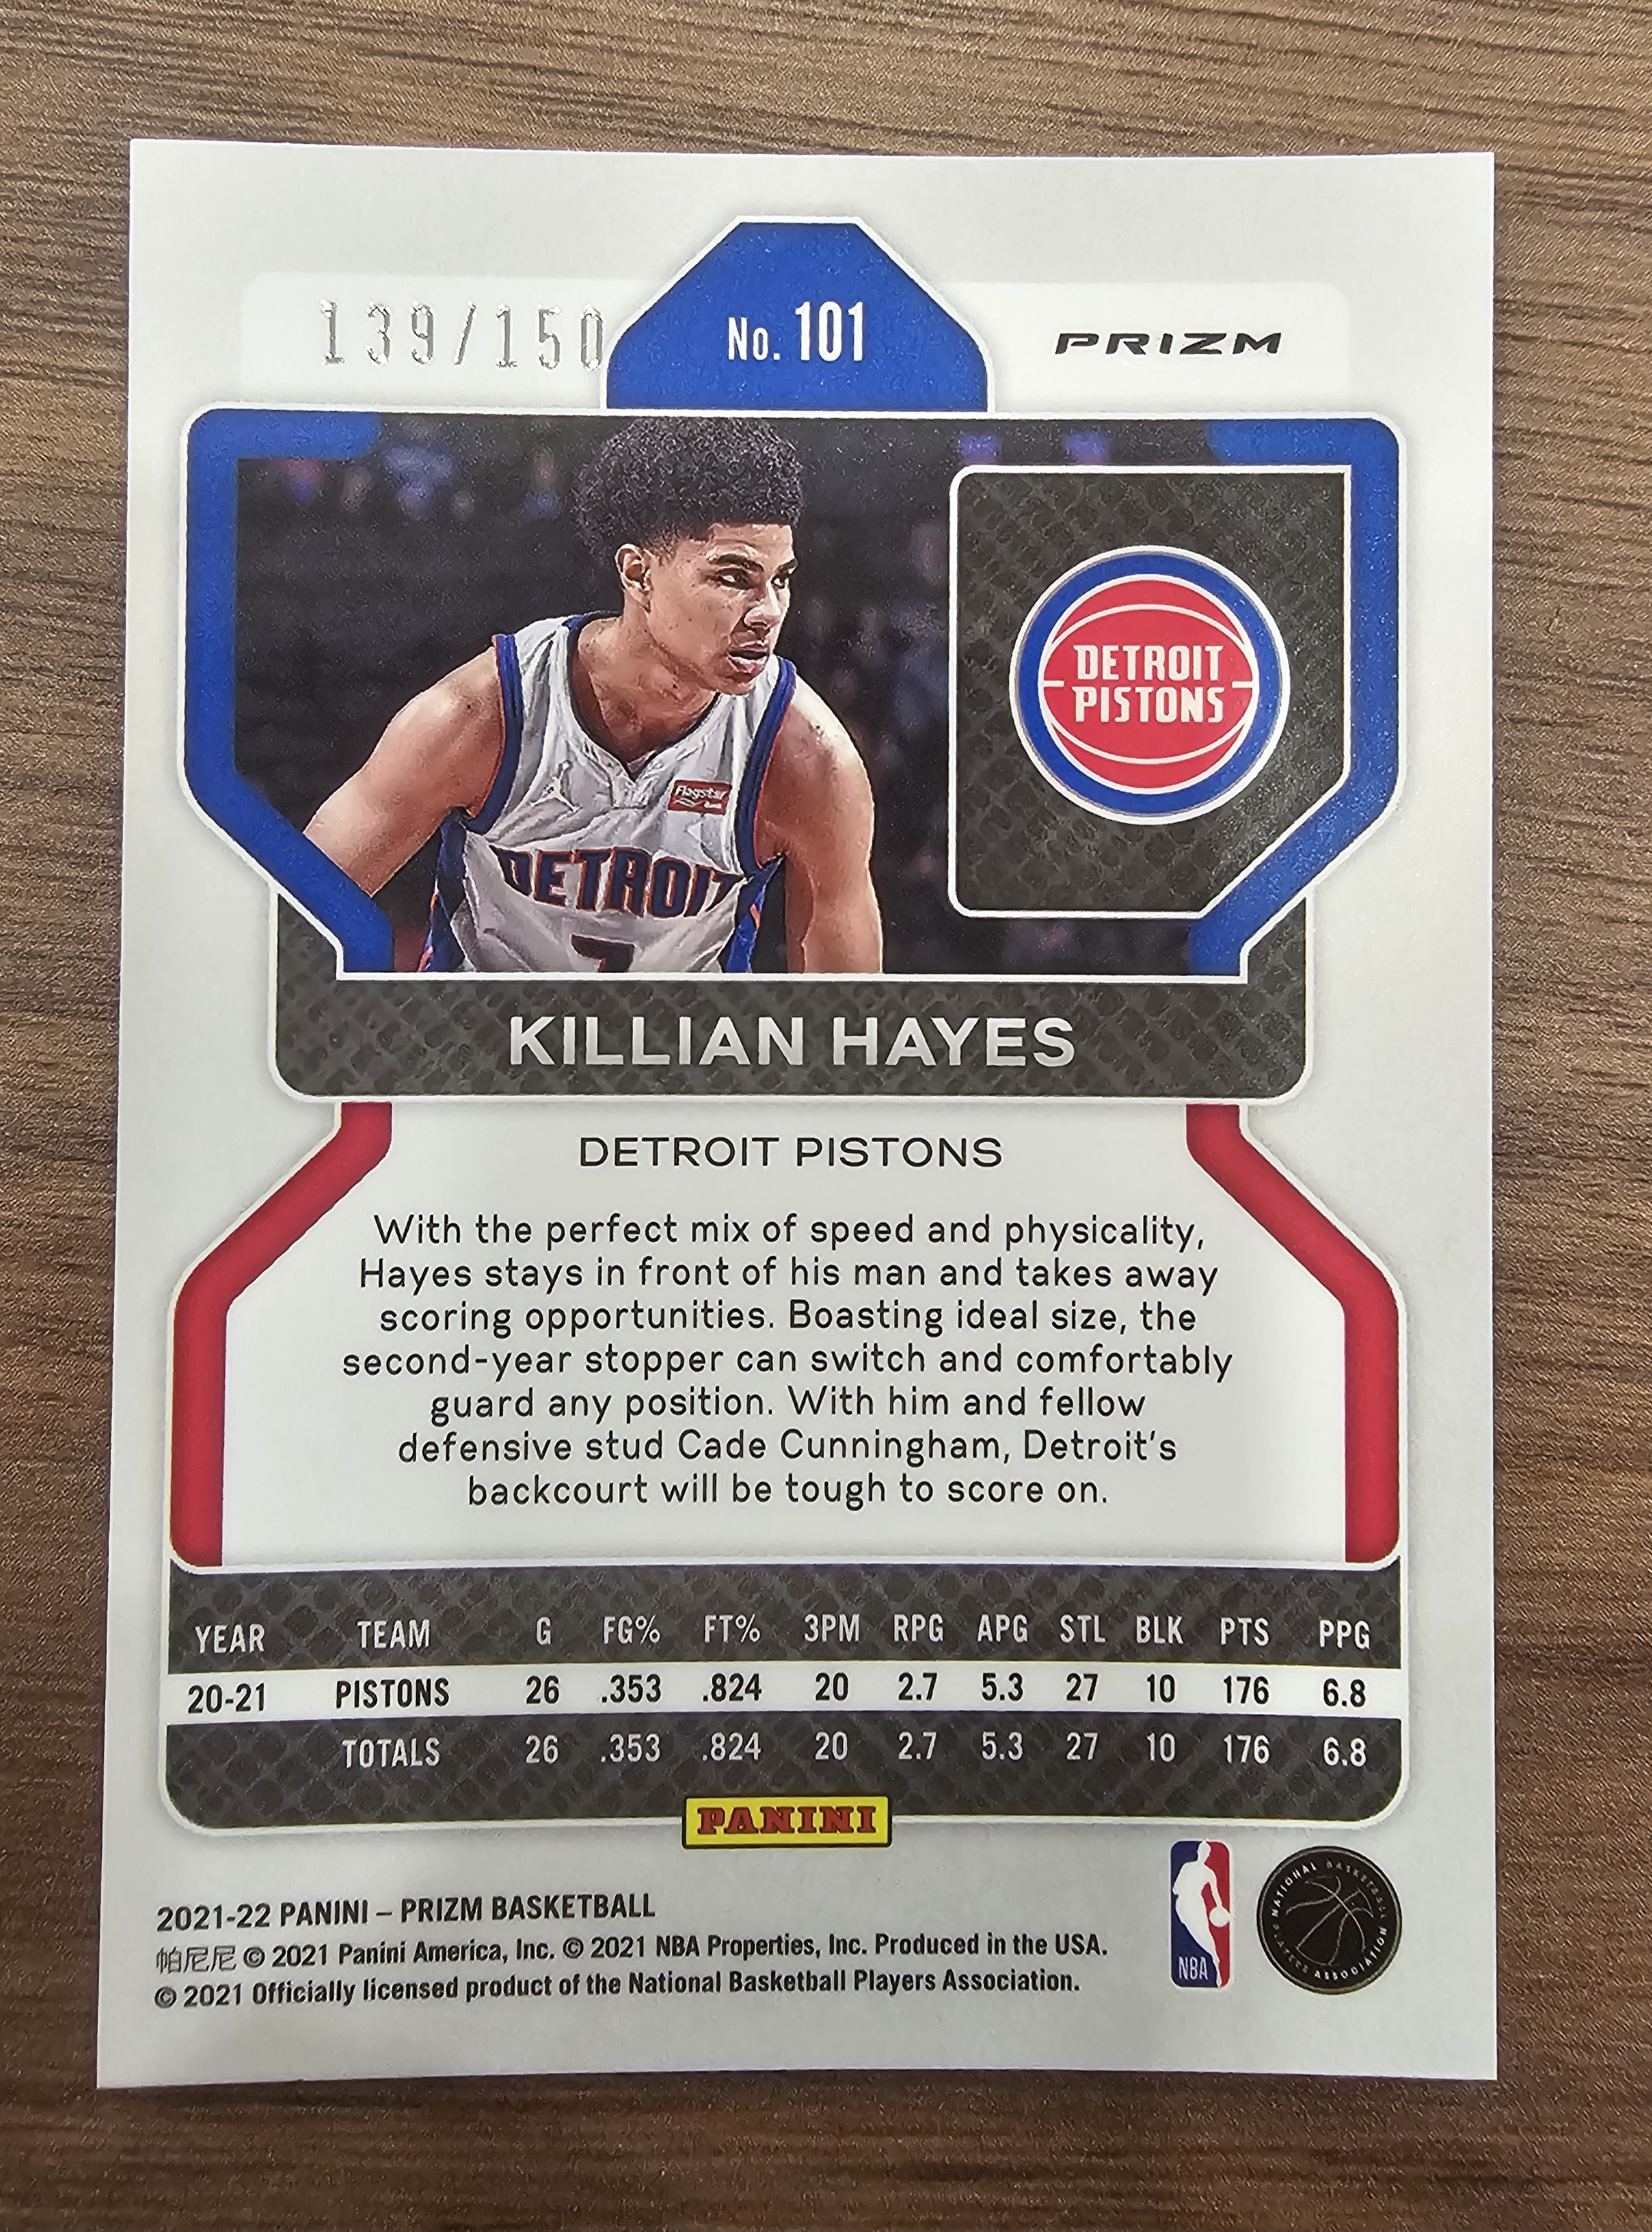 139/150
No. 101
PRIZM
DETROIT
PISTONS
Flagstar
DETROIT
7
KILLIAN HAYES
DETROIT PISTONS
With the perfect mix of speed and physicality,
Hayes stays in front of his man and takes away
scoring opportunities. Boasting ideal size, the
second-year stopper can switch and comfortably
guard any position. With him and fellow
defensive stud Cade Cunningham, Detroit's
backcourt will be tough to score on.
YEAR TEAM G FG% FT% 3PM RPG APG STL BLK PTS PPG
20-21 PISTONS 26 .353 .824 20 2.7 5.3 27 10 176 6.8
TOTALS 26 .353 .824 20 2.7 5.3 27 10 176 6.8
PANINI
2021-22 PANINI – PRIZM BASKETBALL
帕尼尼 © 2021 Panini America, Inc. © 2021 NBA Properties, Inc. Produced in the USA.
© 2021 Officially licensed product of the National Basketball Players Association.
NBA
NATIONAL BASKETBALL PLAYERS ASSOCIATION